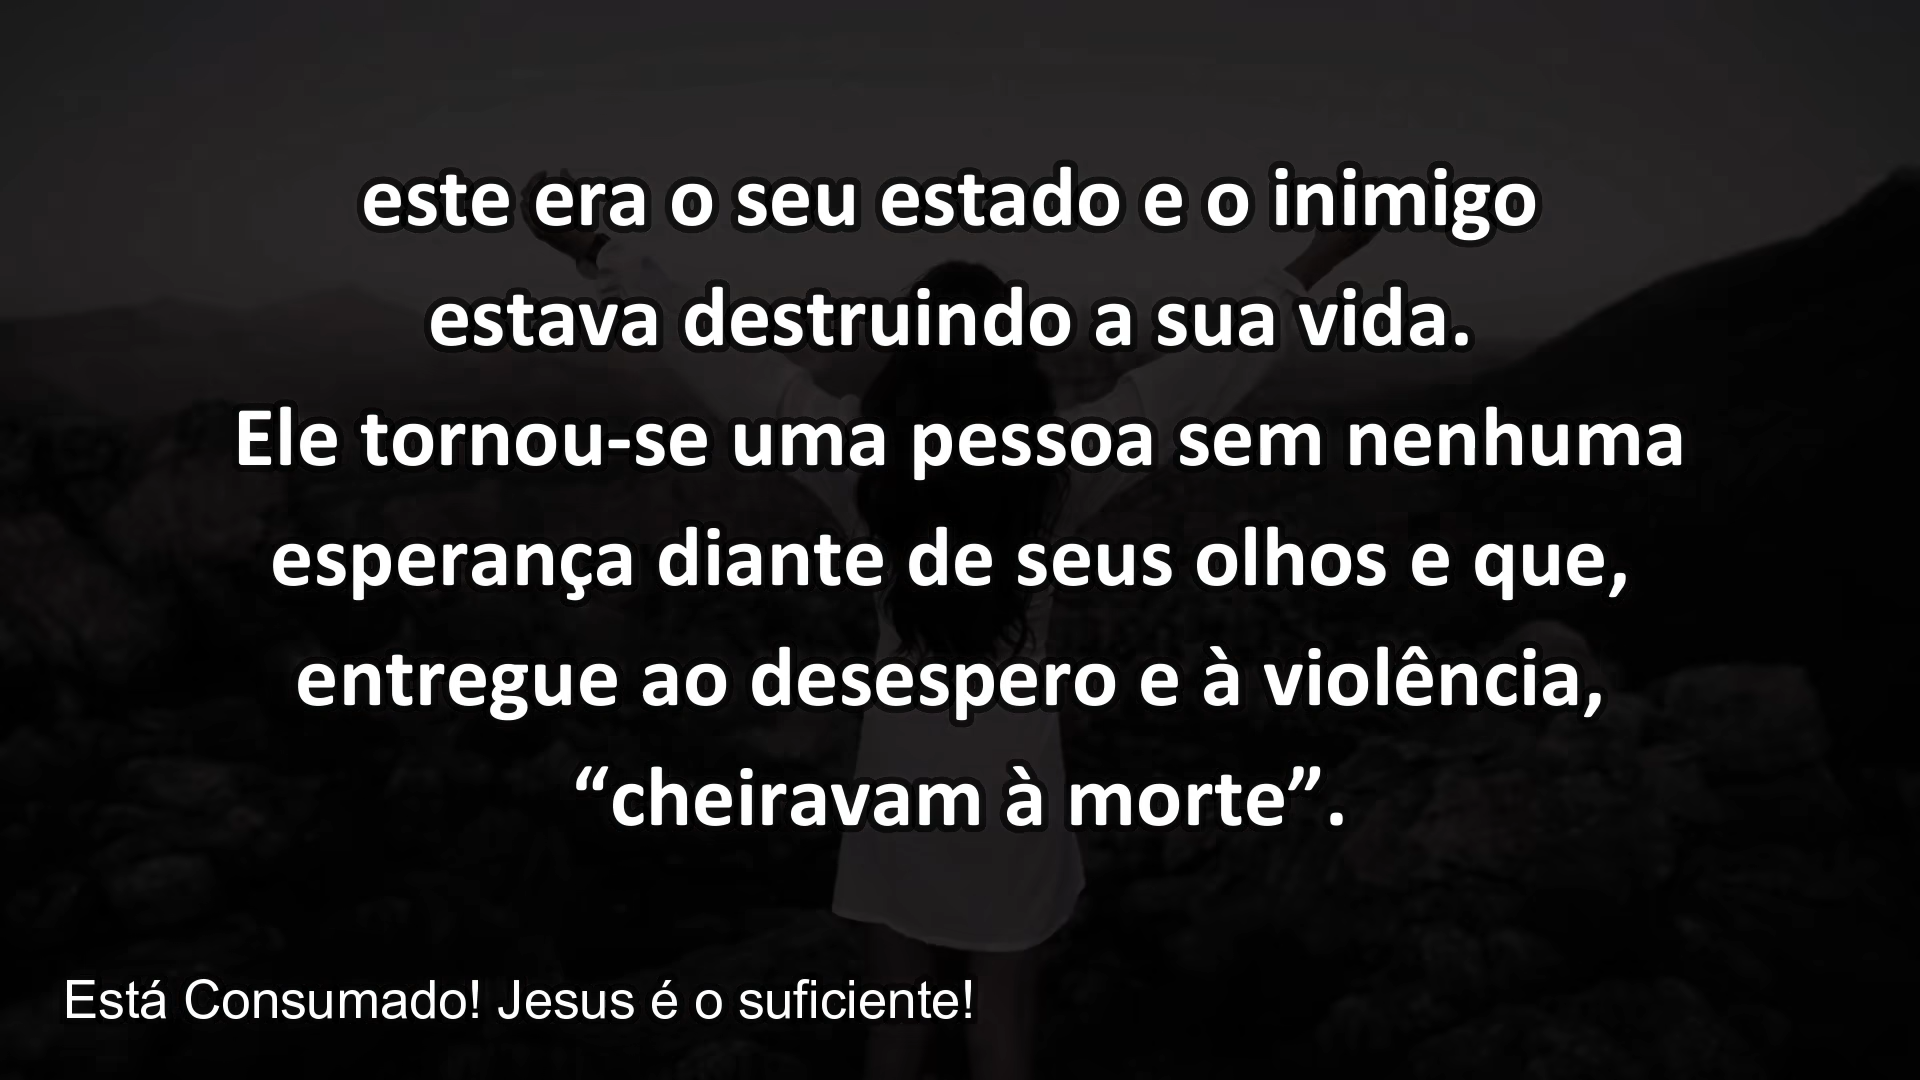 este era o seu estado e o inimigo
estava destruindo a sua vida.
Ele tornou-se uma pessoa sem nenhuma
esperança diante de seus olhos e que,
entregue ao desespero e à violência,
“cheiravam à morte”.
Está Consumado! Jesus é o suficiente!